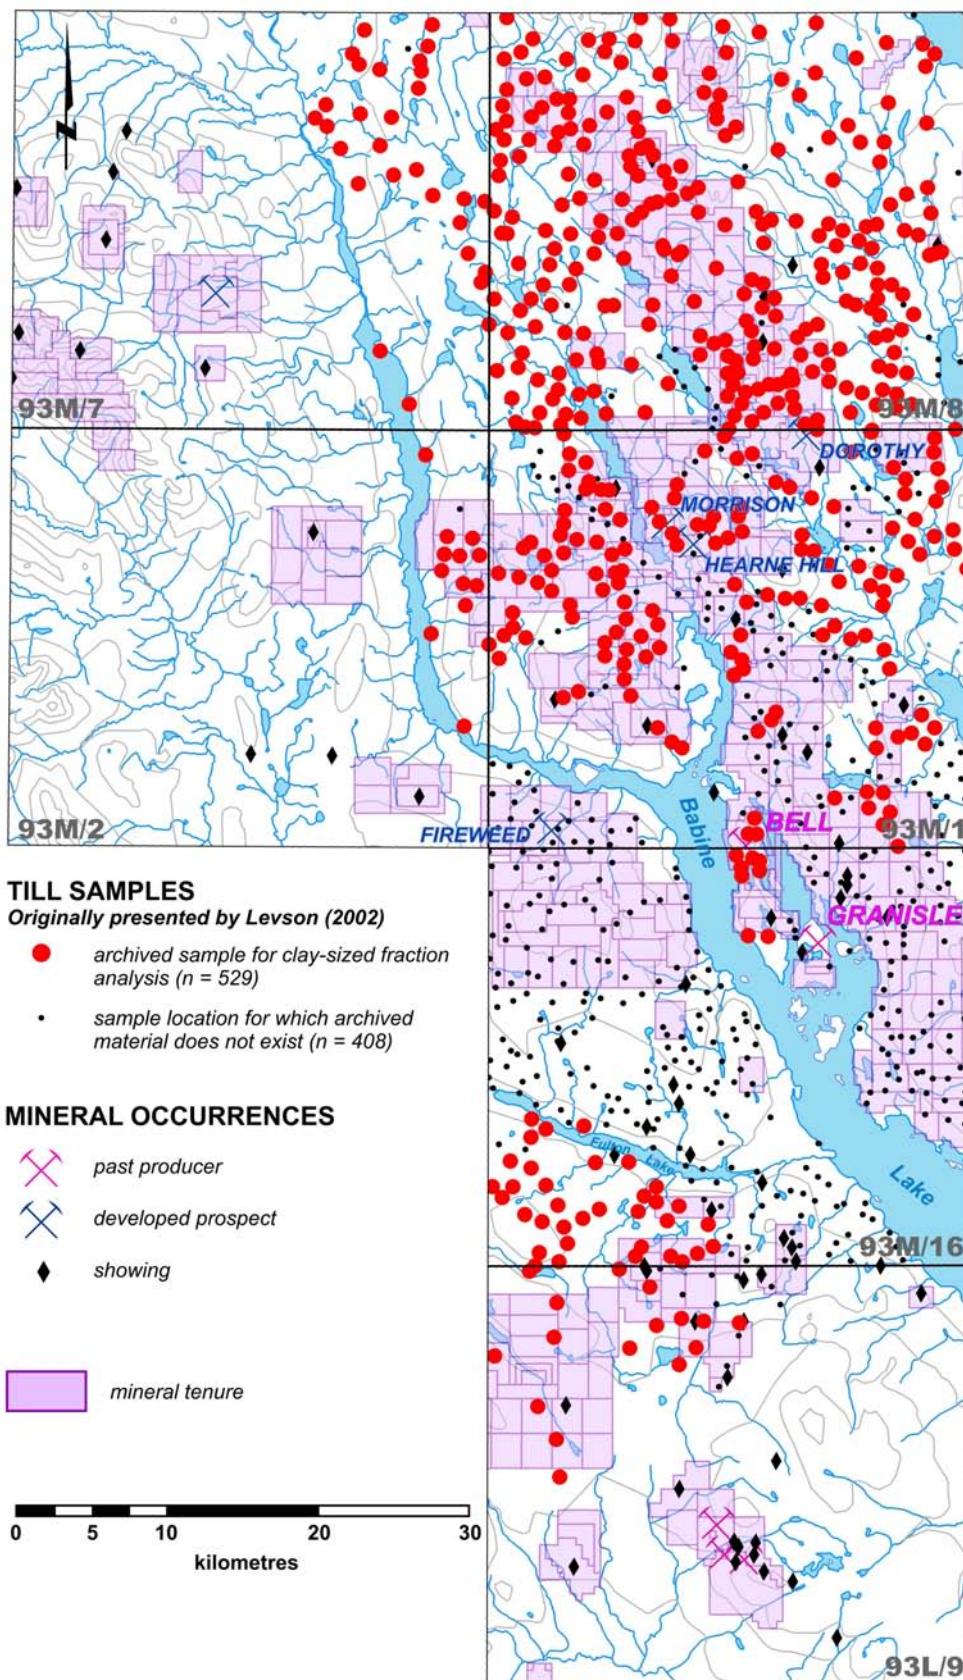 N
93M/7
93M/8
DOROTHY
MORRISON
HEARNE HILL
93M/2
FIREWEED
Babine
BELL
93M/1
GRANISLE
TILL SAMPLES
Originally presented by Levson (2002)
archived sample for clay-sized fraction
analysis (n = 529)
sample location for which archived
material does not exist (n = 408)
MINERAL OCCURRENCES
past producer
developed prospect
showing
mineral tenure
Fulton Lake
Lake
93M/16
0 5 10 20 30
kilometres
93L/9